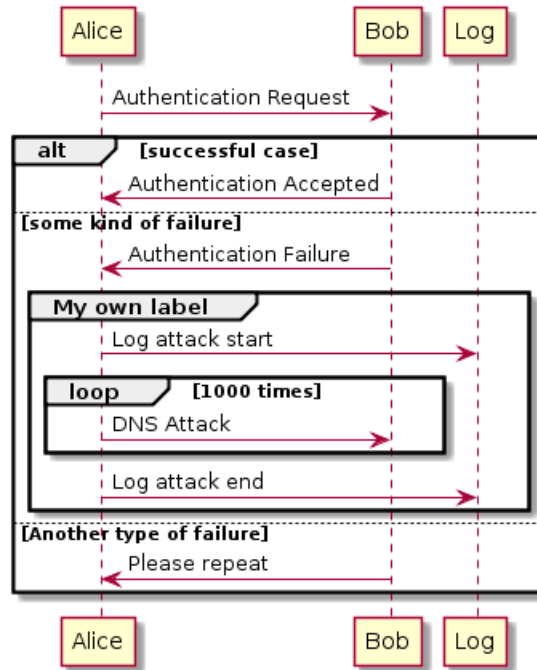 Alice Bob Log
Authentication Request
alt [successful case]
Authentication Accepted
[some kind of failure]
Authentication Failure
My own label
Log attack start
loop [1000 times]
DNS Attack
Log attack end
[Another type of failure]
Please repeat
Alice Bob Log